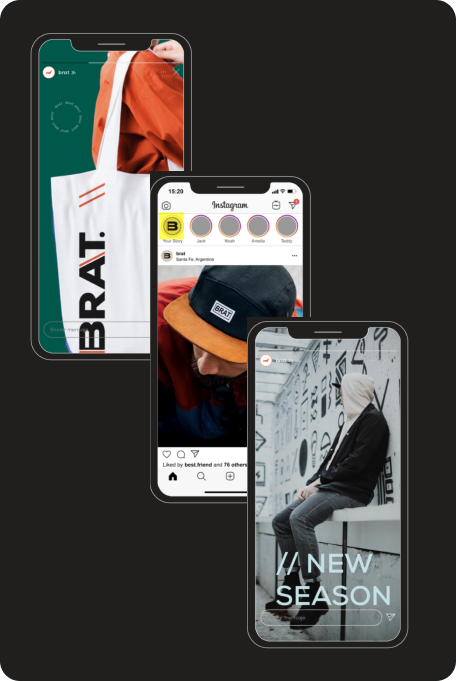 brat
BRAT.
15:20
Instagram
Your Story
Jack
Noah
Amelia
Teddy
brat
Santa Fe, Argentina
BRAT.
Liked by best.friend and 76 others
// NEW
SEASON